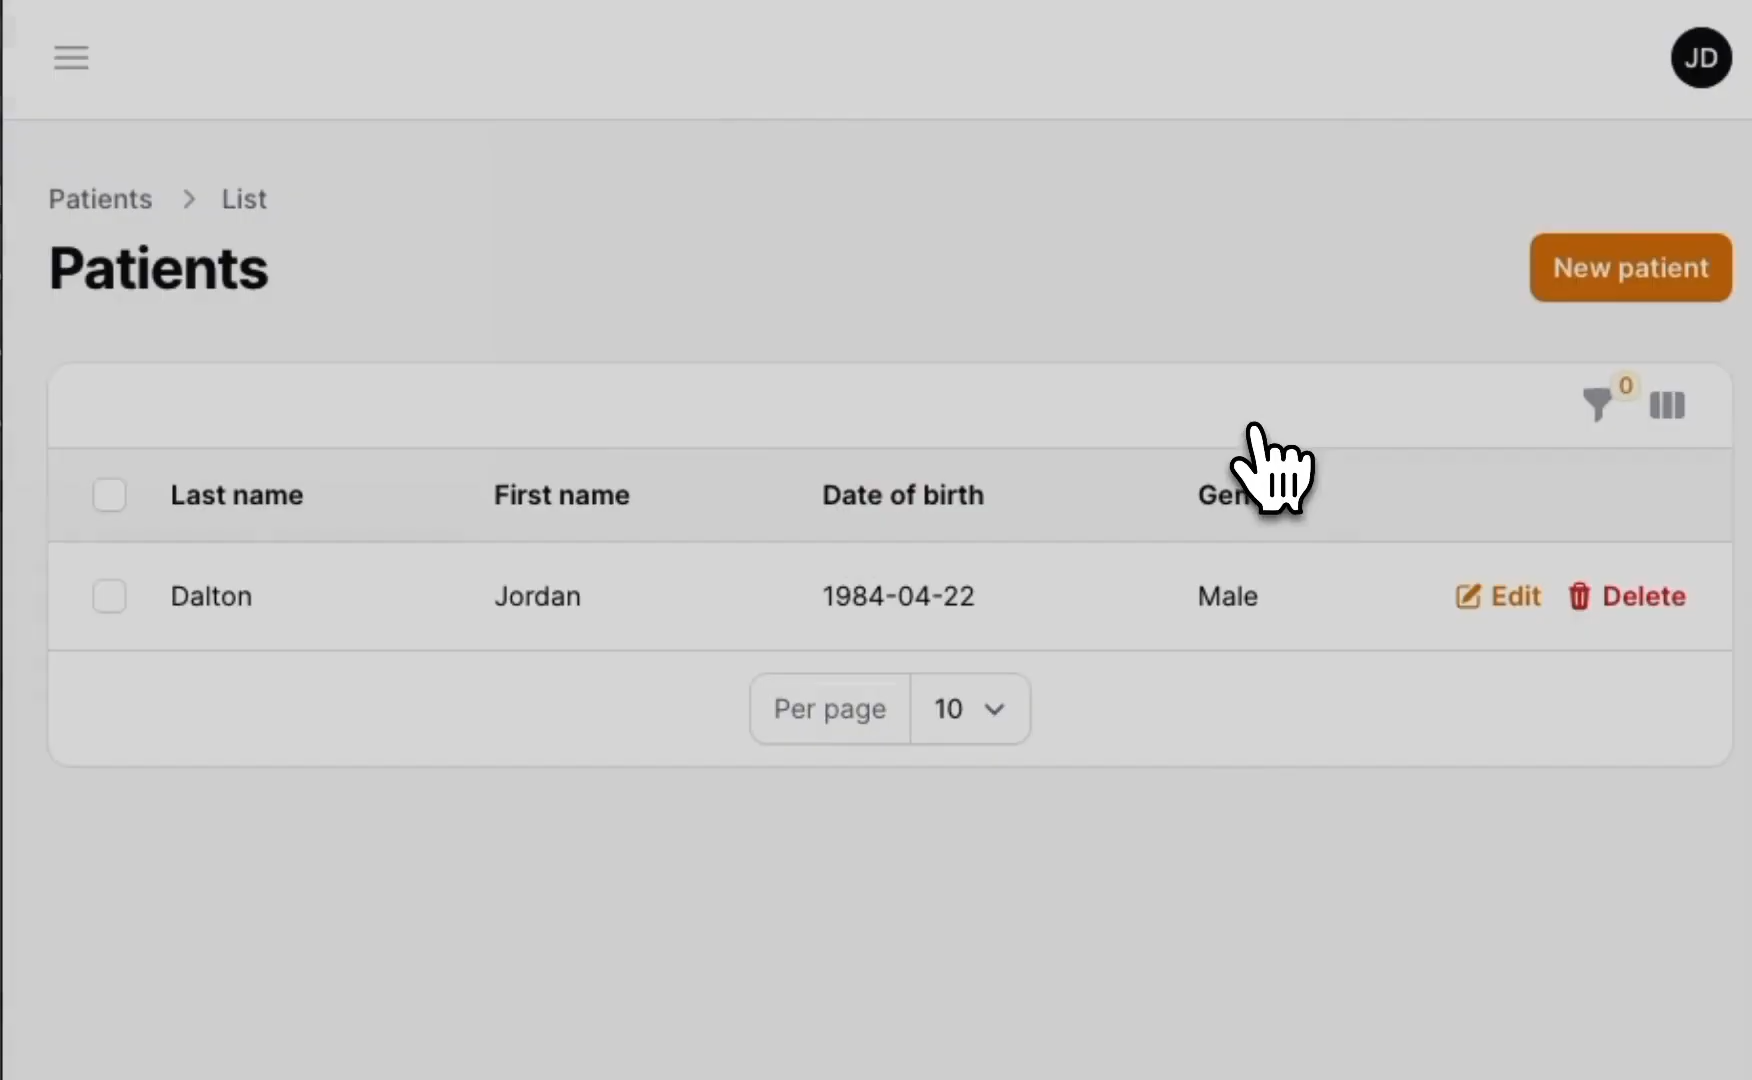 JD
Patients > List
Patients
New patient
0
Last name First name Date of birth
Dalton Jordan 1984-04-22 Male Edit Delete
Per page 10